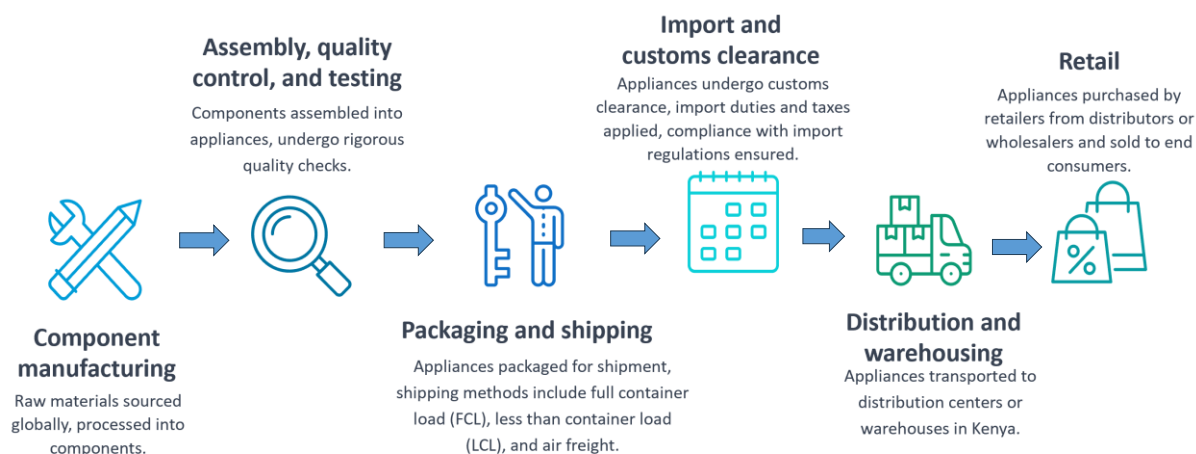 Component
manufacturing
Raw materials sourced
globally, processed into
components.
Assembly, quality
control, and testing
Components assembled into
appliances, undergo rigorous
quality checks.
Packaging and shipping
Appliances packaged for shipment,
shipping methods include full container
load (FCL), less than container load
(LCL), and air freight.
Import and
customs clearance
Appliances undergo customs
clearance, import duties and taxes
applied, compliance with import
regulations ensured.
Distribution and
warehousing
Appliances transported to
distribution centers or
warehouses in Kenya.
Retail
Appliances purchased by
retailers from distributors or
wholesalers and sold to end
consumers.
%